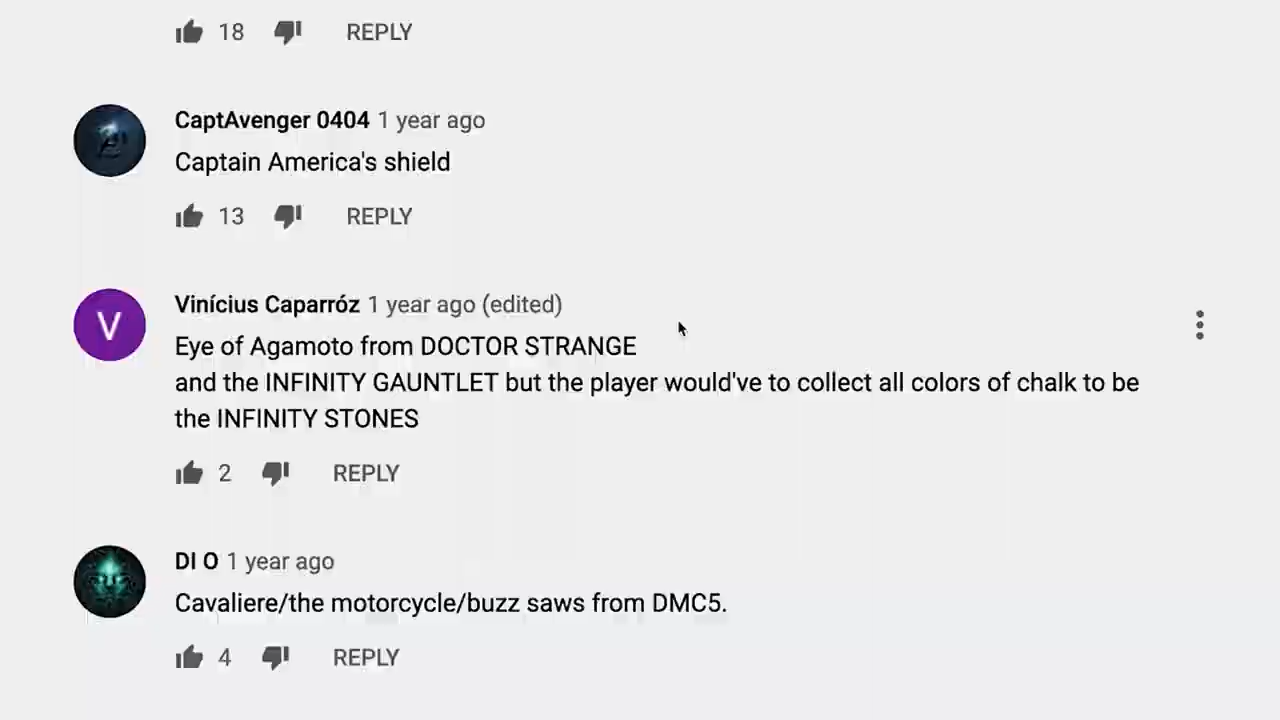 18 REPLY
CaptAvenger 0404 1 year ago
Captain America's shield
13 REPLY
V
Vinícius Caparróz 1 year ago (edited)
Eye of Agamoto from DOCTOR STRANGE
and the INFINITY GAUNTLET but the player would've to collect all colors of chalk to be
the INFINITY STONES
2 REPLY
DI O 1 year ago
Cavaliere/the motorcycle/buzz saws from DMC5.
4 REPLY